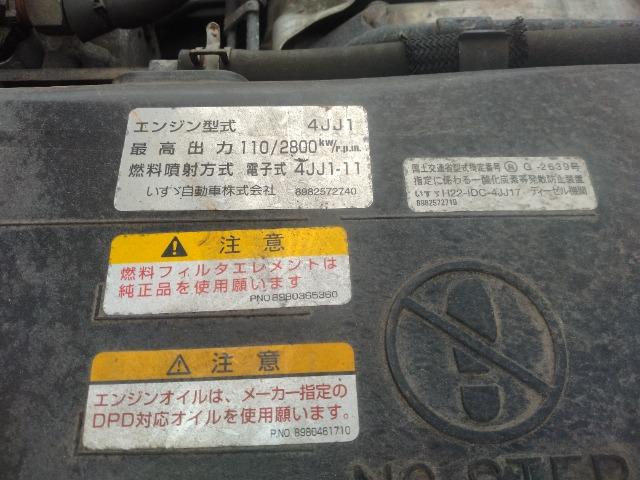 エンジン型式 4JJ1
最高出力 110/2800kW/r.p.m.
燃料噴射方式 電子式 4JJ1-11
いすゞ自動車株式会社 8982572740
国土交通省型式指定番号 G-2639号
指定に係わる一酸化炭素等発散防止装置
いすゞH22-IDC-4JJ17-ディーゼル機関
8982572710
注意
燃料フィルタエレメントは
純正品を使用願います
PNO 8980365360
注意
エンジンオイルは、メーカー指定の
DPD対応オイルを使用願います。
P.NO. 8980461710
NO STEP